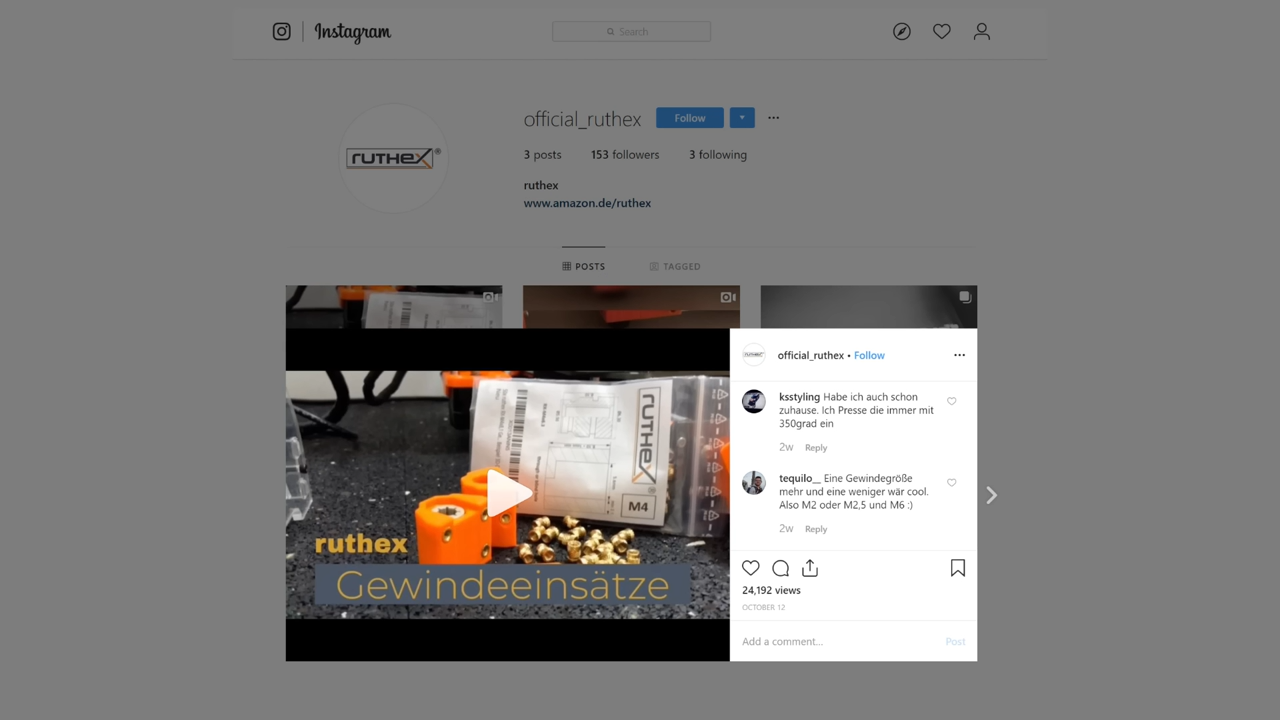 Instagram
Search
official_ruthex
Follow
3 posts 153 followers 3 following
ruthex
www.amazon.de/ruthex
RUTHEX®
POSTS TAGGED
RUTHEX®
M4
ruthex
Gewindeeinsätze
official_ruthex • Follow
ksstyling Habe ich auch schon
zuhause. Ich Presse die immer mit
350grad ein
2w Reply
tequilo__ Eine Gewindegröße
mehr und eine weniger wär cool.
Also M2 oder M2,5 und M6 :)
2w Reply
24,192 views
OCTOBER 12
Add a comment... Post